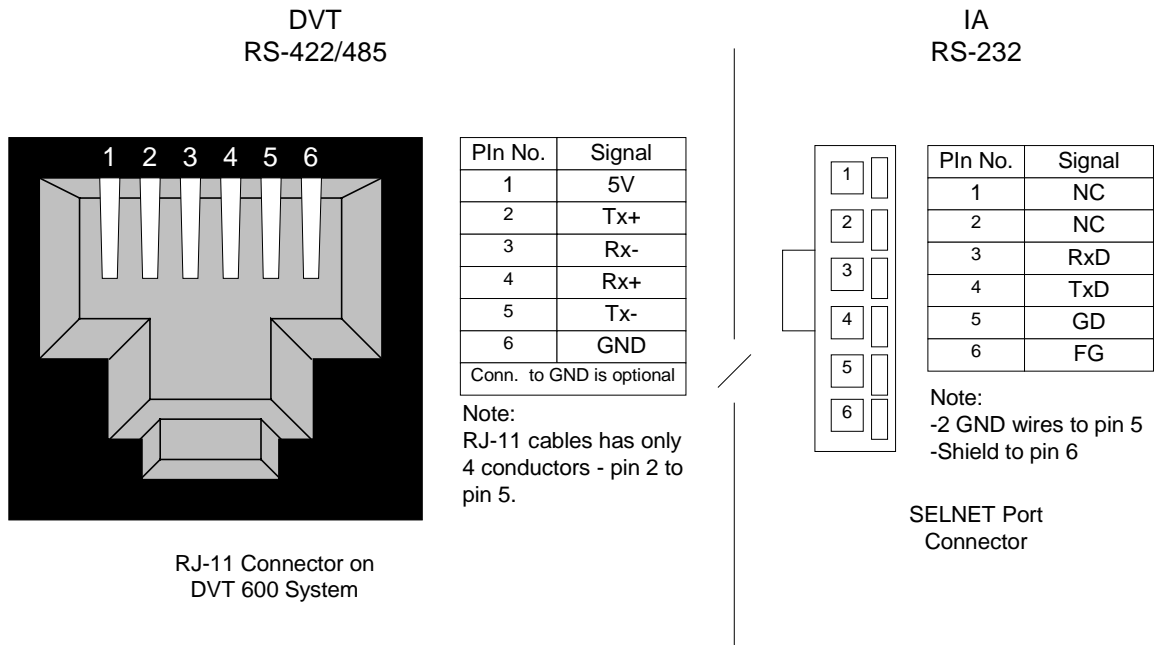 DVT
RS-422/485
1 2 3 4 5 6
PIn No. Signal
1 5V
2 Tx+
3 Rx-
4 Rx+
5 Tx-
6 GND
Conn. to GND is optional
Note:
RJ-11 cables has only
4 conductors - pin 2 to
pin 5.
RJ-11 Connector on
DVT 600 System
IA
RS-232
1
2
3
4
5
6
PIn No. Signal
1 NC
2 NC
3 RxD
4 TxD
5 GD
6 FG
Note:
-2 GND wires to pin 5
-Shield to pin 6
SELNET Port
Connector